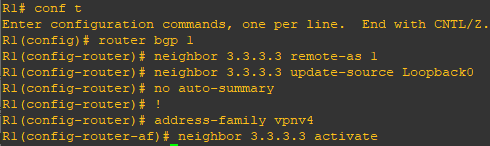 R1# conf t
Enter configuration commands, one per line.  End with CNTL/Z.
R1(config)# router bgp 1
R1(config-router)# neighbor 3.3.3.3 remote-as 1
R1(config-router)# neighbor 3.3.3.3 update-source Loopback0
R1(config-router)# no auto-summary
R1(config-router)# !
R1(config-router)# address-family vpnv4
R1(config-router-af)# neighbor 3.3.3.3 activate